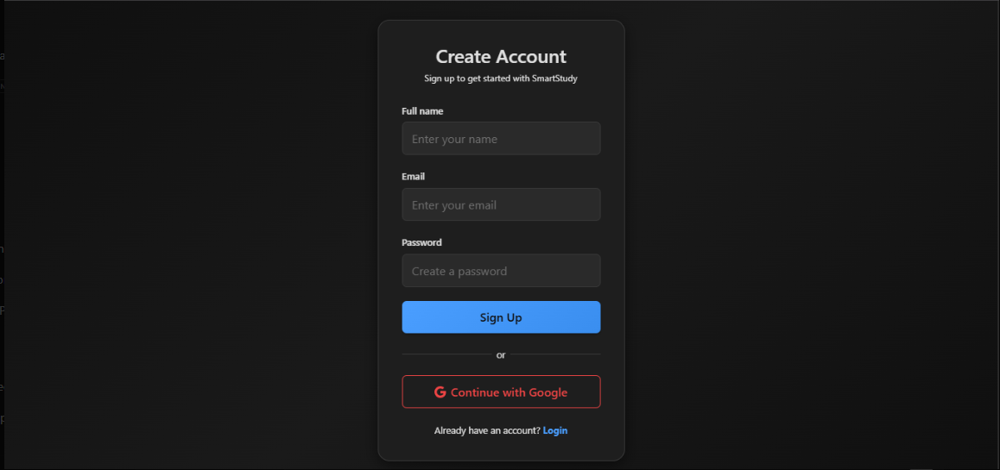 Create Account
Sign up to get started with SmartStudy
Full name
Enter your name
Email
Enter your email
Password
Create a password
Sign Up
or
Continue with Google
Already have an account? Login